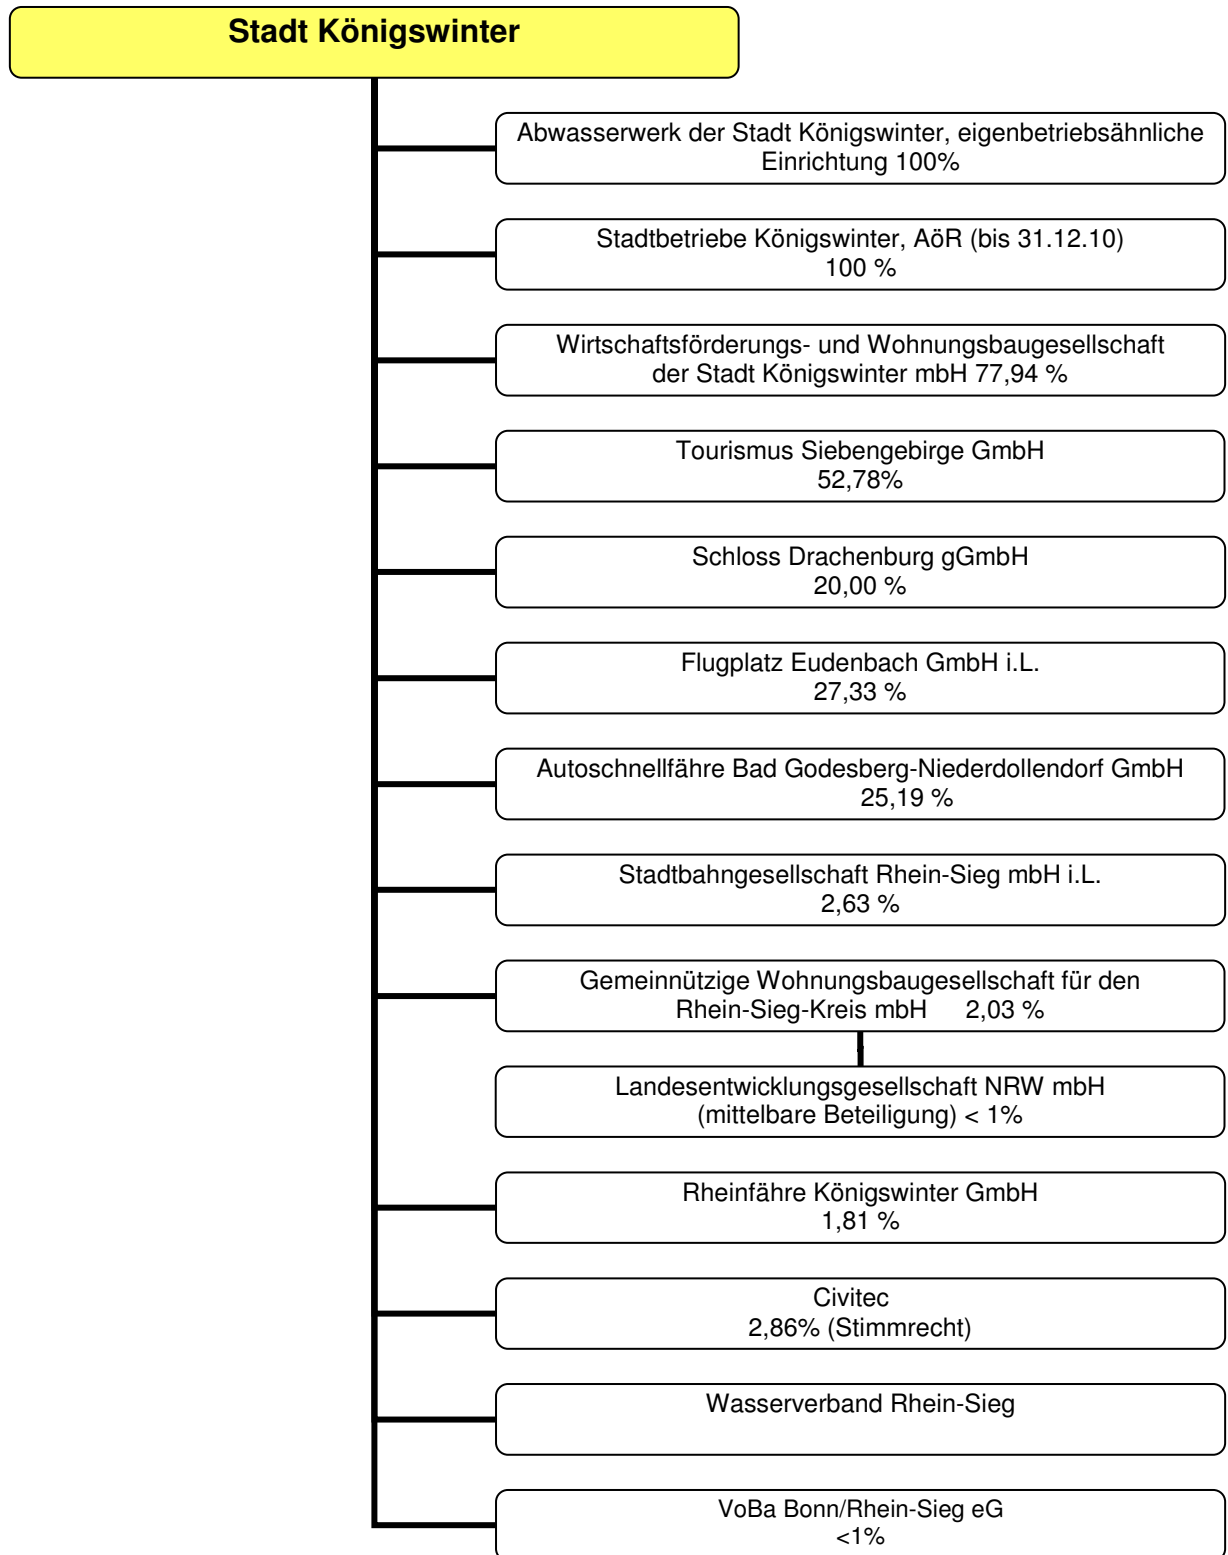 Stadt Königswinter
Abwasserwerk der Stadt Königswinter, eigenbetriebsähnliche
Einrichtung 100%
Stadtbetriebe Königswinter, AöR (bis 31.12.10)
100 %
Wirtschaftsförderungs- und Wohnungsbaugesellschaft
der Stadt Königswinter mbH 77,94 %
Tourismus Siebengebirge GmbH
52,78%
Schloss Drachenburg gGmbH
20,00 %
Flugplatz Eudenbach GmbH i.L.
27,33 %
Autoschnellfähre Bad Godesberg-Niederdollendorf GmbH
25,19 %
Stadtbahngesellschaft Rhein-Sieg mbH i.L.
2,63 %
Gemeinnützige Wohnungsbaugesellschaft für den
Rhein-Sieg-Kreis mbH 2,03 %
Landesentwicklungsgesellschaft NRW mbH
(mittelbare Beteiligung) < 1%
Rheinfähre Königswinter GmbH
1,81 %
Civitec
2,86% (Stimmrecht)
Wasserverband Rhein-Sieg
VoBa Bonn/Rhein-Sieg eG
<1%